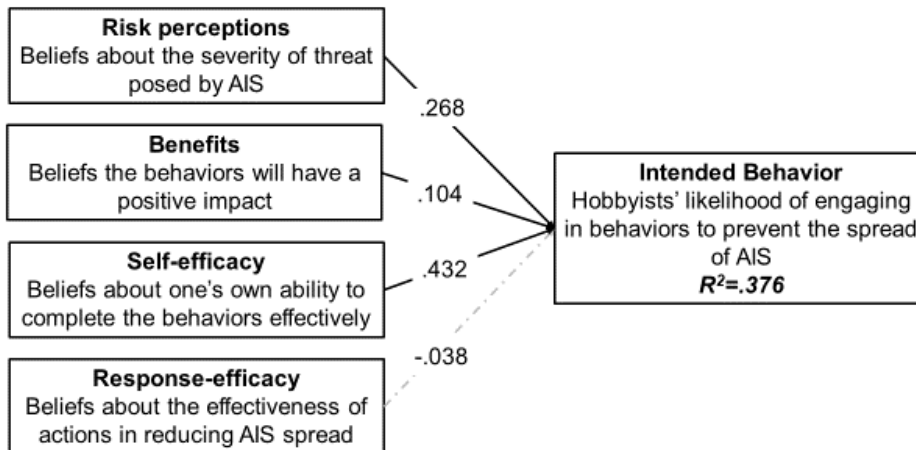 Risk perceptions
Beliefs about the severity of threat
posed by AIS
.268
Benefits
Beliefs the behaviors will have a
positive impact
.104
Self-efficacy
Beliefs about one's own ability to
complete the behaviors effectively
.432
Response-efficacy
Beliefs about the effectiveness of
actions in reducing AIS spread
-.038
Intended Behavior
Hobbyists' likelihood of engaging
in behaviors to prevent the spread
of AIS
R²=.376